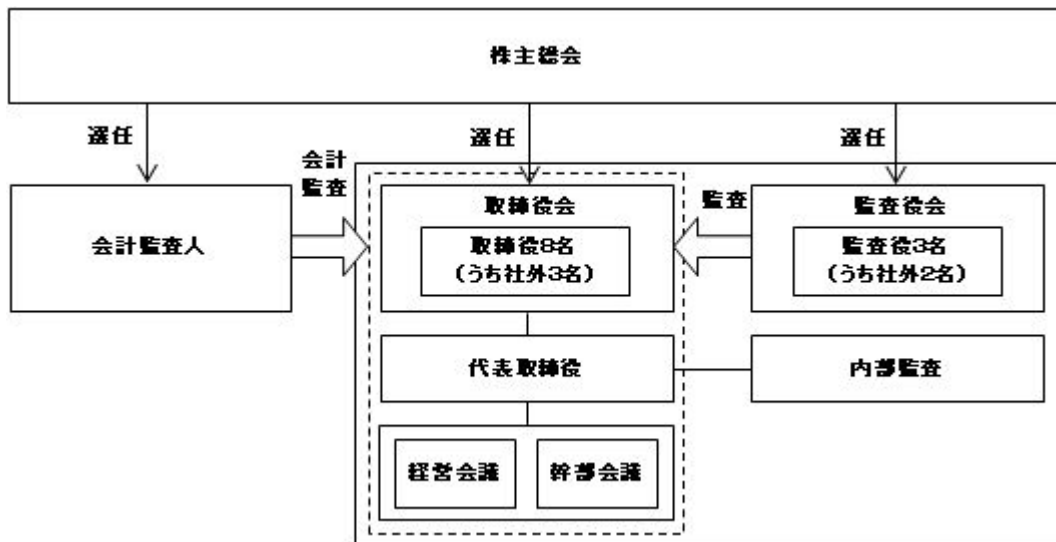 株主総会
選任
選任
選任
会計
監査
会計監査人
取締役会
取締役8名
(うち社外3名)
監査
監査役会
監査役3名
(うち社外2名)
代表取締役
内部監査
経営会議
幹部会議